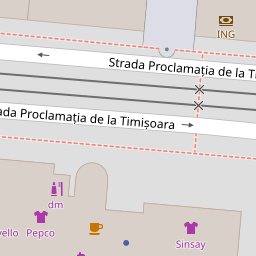 ING
Strada Proclamația de la Ti
ada Proclamația de la Timișoara
dm
vello
Pepco
Sinsay